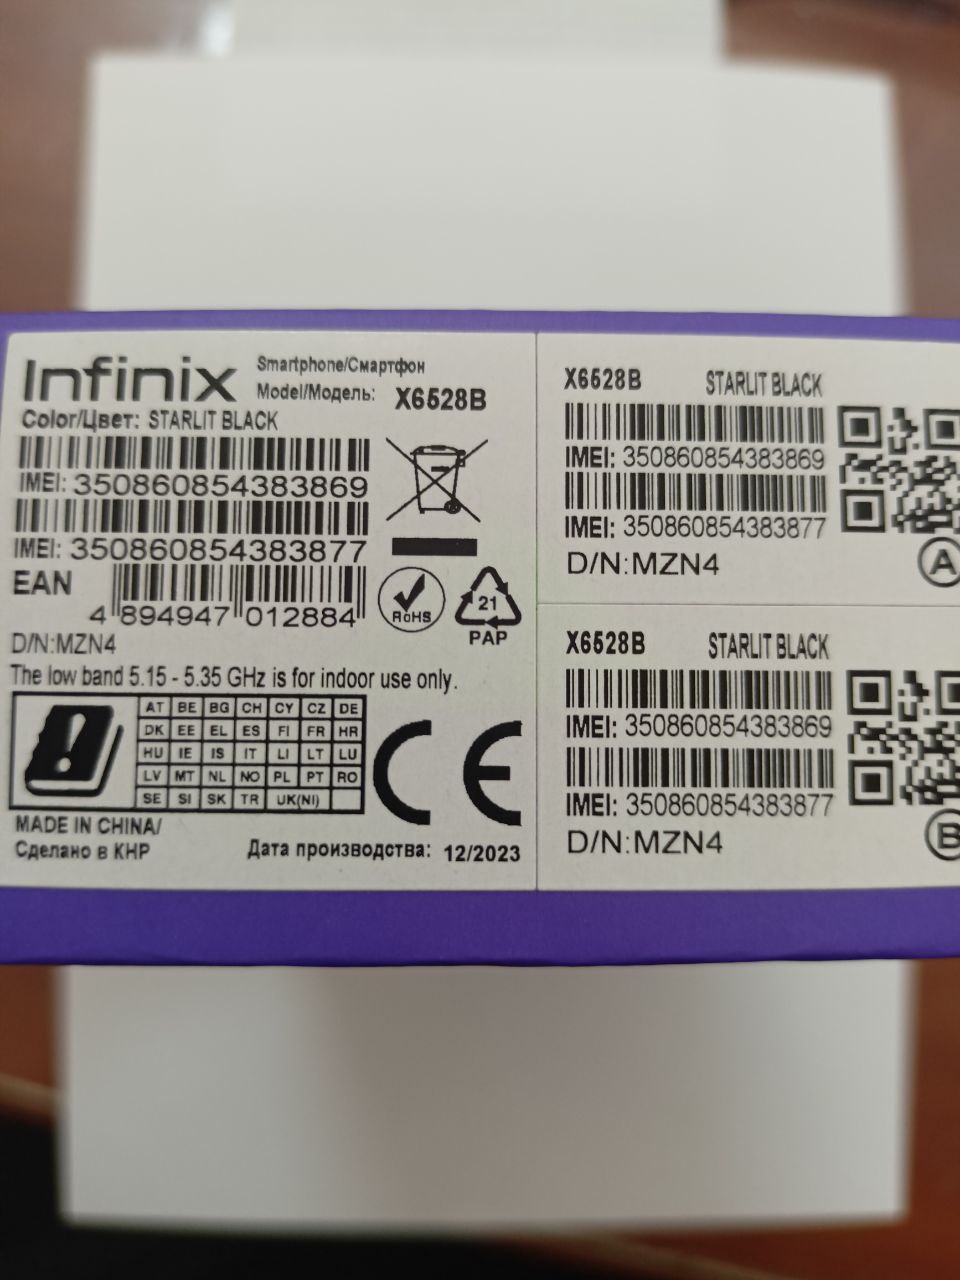 Infinix
Smartphone/Смартфон
Model/Модель: X6528B
Color/Цвет: STARLIT BLACK
IMEI: 350860854383869
IMEI: 350860854383877
EAN
4 894947 012884
D/N:MZN4
RoHS
21
PAP
The low band 5.15 - 5.35 GHz is for indoor use only.
AT BE BG CH CY CZ DE
DK EE EL ES FI FR HR
HU IE IS IT LI LT LU
LV MT NL NO PL PT RO
SE SI SK TR UK(NI)
CE
MADE IN CHINA/
Сделано в КНР
Дата производства: 12/2023
X6528B STARLIT BLACK
IMEI: 350860854383869
IMEI: 350860854383877
D/N:MZN4
A
X6528B STARLIT BLACK
IMEI: 350860854383869
IMEI: 350860854383877
D/N:MZN4
B